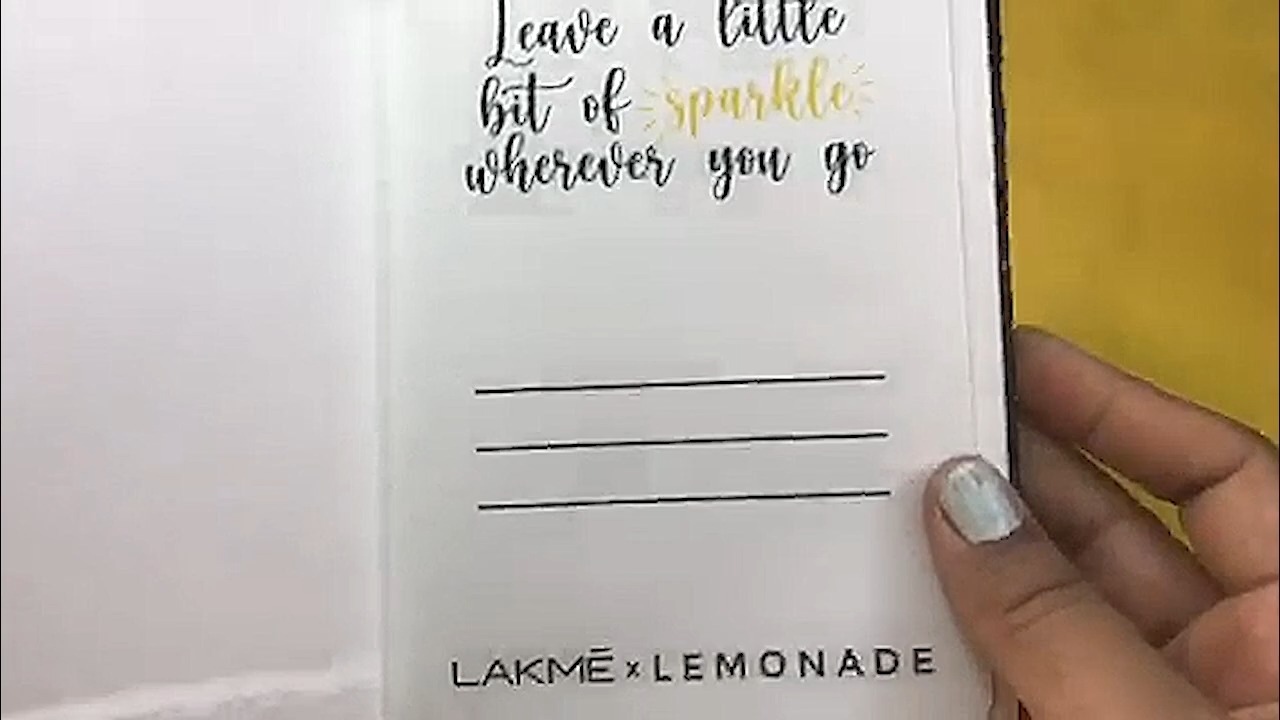 Leave a little
bit of sparkle
wherever you go
LAKMĒ x LEMONADE